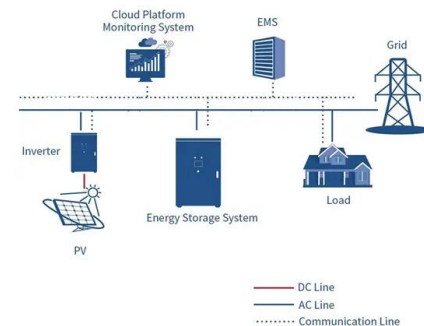 Cloud Platform
Monitoring System
EMS
Grid
Inverter
Energy Storage System
Load
PV
DC Line
AC Line
Communication Line